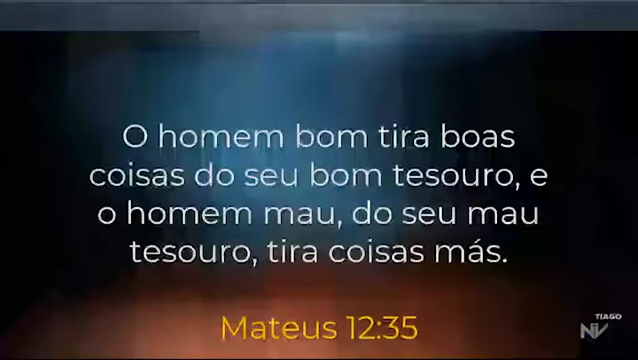 O homem bom tira boas
coisas do seu bom tesouro, e
o homem mau, do seu mau
tesouro, tira coisas más.
Mateus 12:35
TIAGO
NV